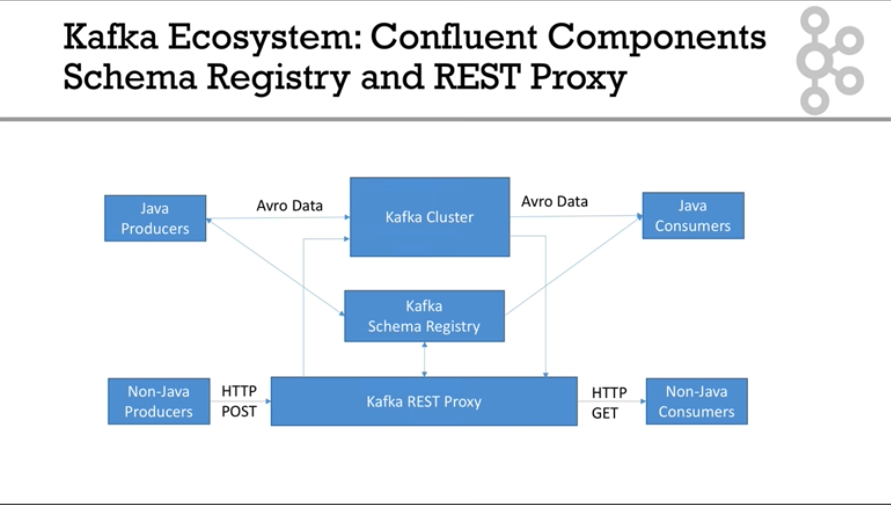 Kafka Ecosystem: Confluent Components
Schema Registry and REST Proxy
Java
Producers
Avro Data
Kafka Cluster
Avro Data
Java
Consumers
Kafka
Schema Registry
Non-Java
Producers
HTTP
POST
Kafka REST Proxy
HTTP
GET
Non-Java
Consumers